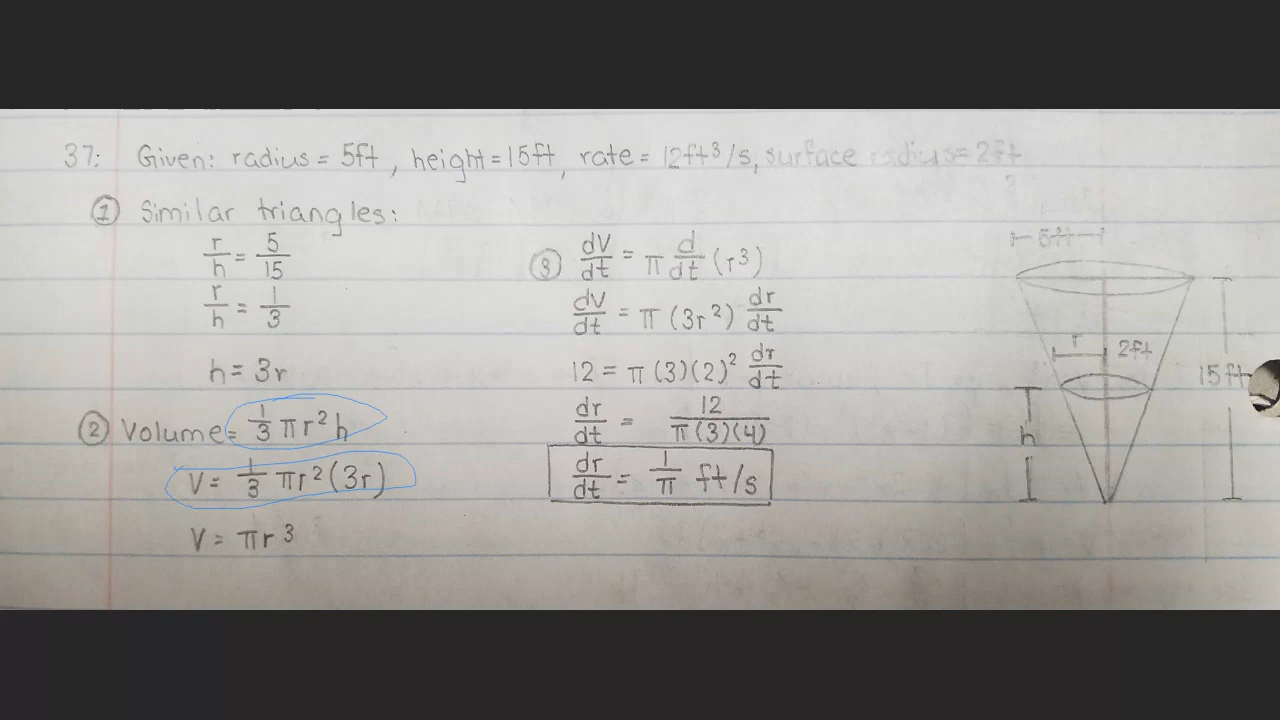 37: Given: radius = 5ft, height = 15ft, rate = 12ft³/s, surface radius = 2ft
① Similar triangles:
r/h = 5/15
r/h = 1/3
h = 3r
② Volume = 1/3 πr²h
V = 1/3 πr²(3r)
V = πr³
③ dV/dt = π d/dt (r³)
dV/dt = π(3r²) dr/dt
12 = π(3)(2)² dr/dt
dr/dt = 12/π(3)(4)
dr/dt = 1/π ft/s
5ft
r
2ft
15ft
h